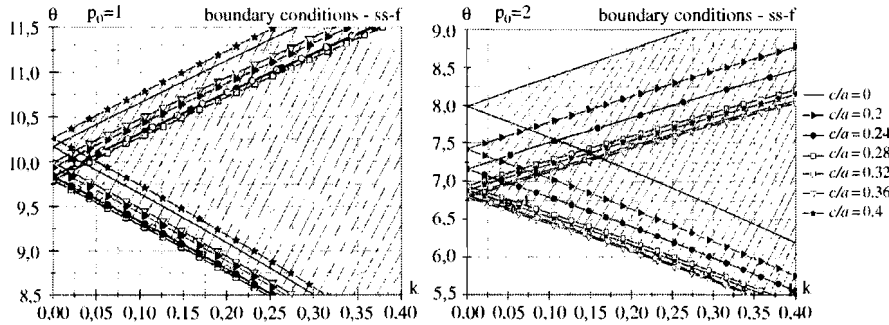 θ p₀=1 boundary conditions - ss-f
11,5
11,0
10,5
10,0
9,5
9,0
8,5
0,00 0,05 0,10 0,15 0,20 0,25 0,30 0,35 0,40
k
θ p₀=2 boundary conditions - ss-f
9,0
8,5
8,0
7,5
7,0
6,5
6,0
5,5
0,00 0,05 0,10 0,15 0,20 0,25 0,30 0,35 0,40
k
c/a=0
c/a=0,2
c/a=0,24
c/a=0,28
c/a=0,32
c/a=0,36
c/a=0,4